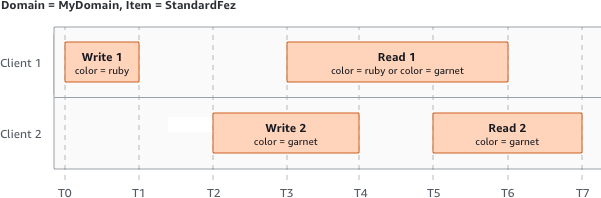 Domain = MyDomain, Item = StandardFez
Client 1
Write 1
color = ruby
Read 1
color = ruby or color = garnet
Client 2
Write 2
color = garnet
Read 2
color = garnet
T0 T1 T2 T3 T4 T5 T6 T7